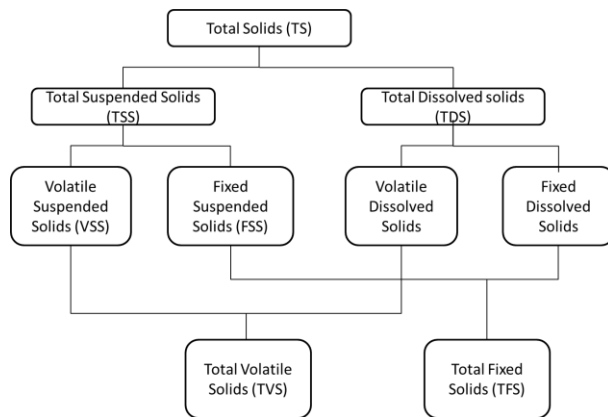 Total Solids (TS)
Total Suspended Solids
(TSS)
Total Dissolved solids
(TDS)
Volatile
Suspended
Solids (VSS)
Fixed
Suspended
Solids (FSS)
Volatile
Dissolved
Solids
Fixed
Dissolved
Solids
Total Volatile
Solids (TVS)
Total Fixed
Solids (TFS)